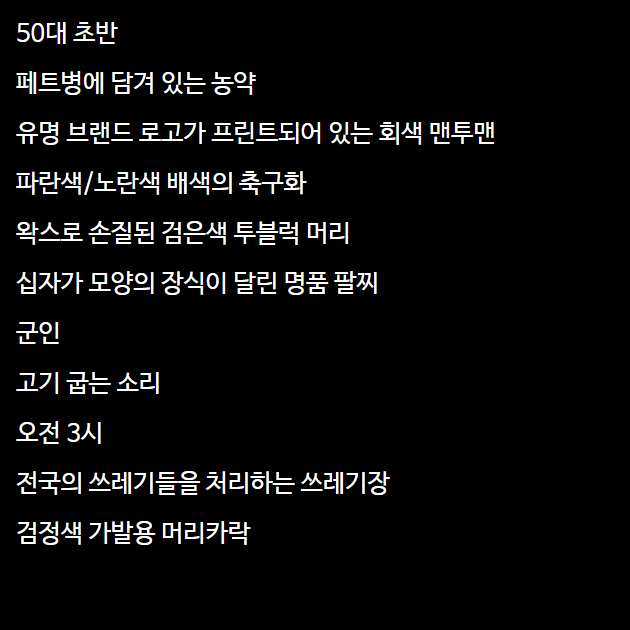 50대 초반
페트병에 담겨 있는 농약
유명 브랜드 로고가 프린트되어 있는 회색 맨투맨
파란색/노란색 배색의 축구화
왁스로 손질된 검은색 투블럭 머리
십자가 모양의 장식이 달린 명품 팔찌
군인
고기 굽는 소리
오전 3시
전국의 쓰레기들을 처리하는 쓰레기장
검정색 가발용 머리카락